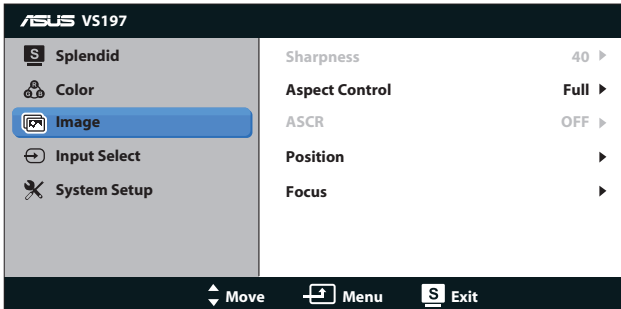 ASUS VS197
S Splendid
Color
Image
Input Select
System Setup
Sharpness 40
Aspect Control Full
ASCR OFF
Position
Focus
Move Menu S Exit